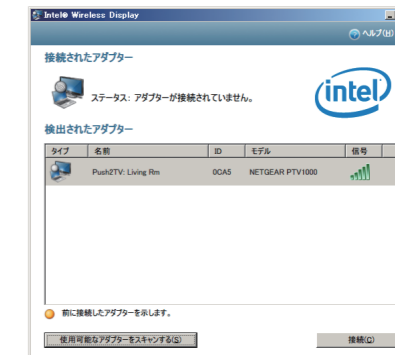 Intel® Wireless Display
ヘルプ(H)
接続されたアダプター
ステータス: アダプターが接続されていません。
intel
検出されたアダプター
タイプ 名前 ID モデル 信号
Push2TV: Living Rm 0CA5 NETGEAR PTV1000
前に接続したアダプターを示します。
使用可能なアダプターをスキャンする(S) 接続(C)